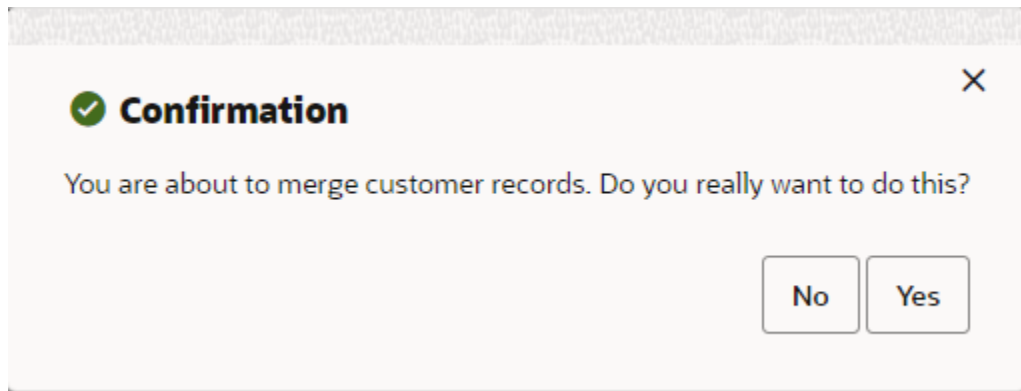 Confirmation
You are about to merge customer records. Do you really want to do this?
No Yes